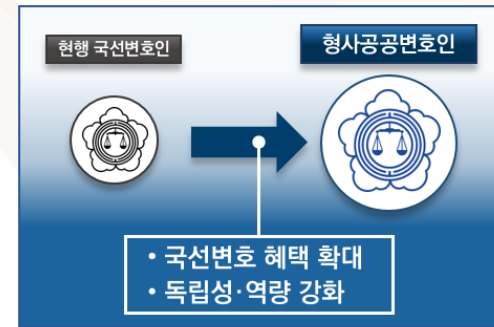 현행 국선변호인
형사공공변호인
• 국선변호 혜택 확대
• 독립성·역량 강화